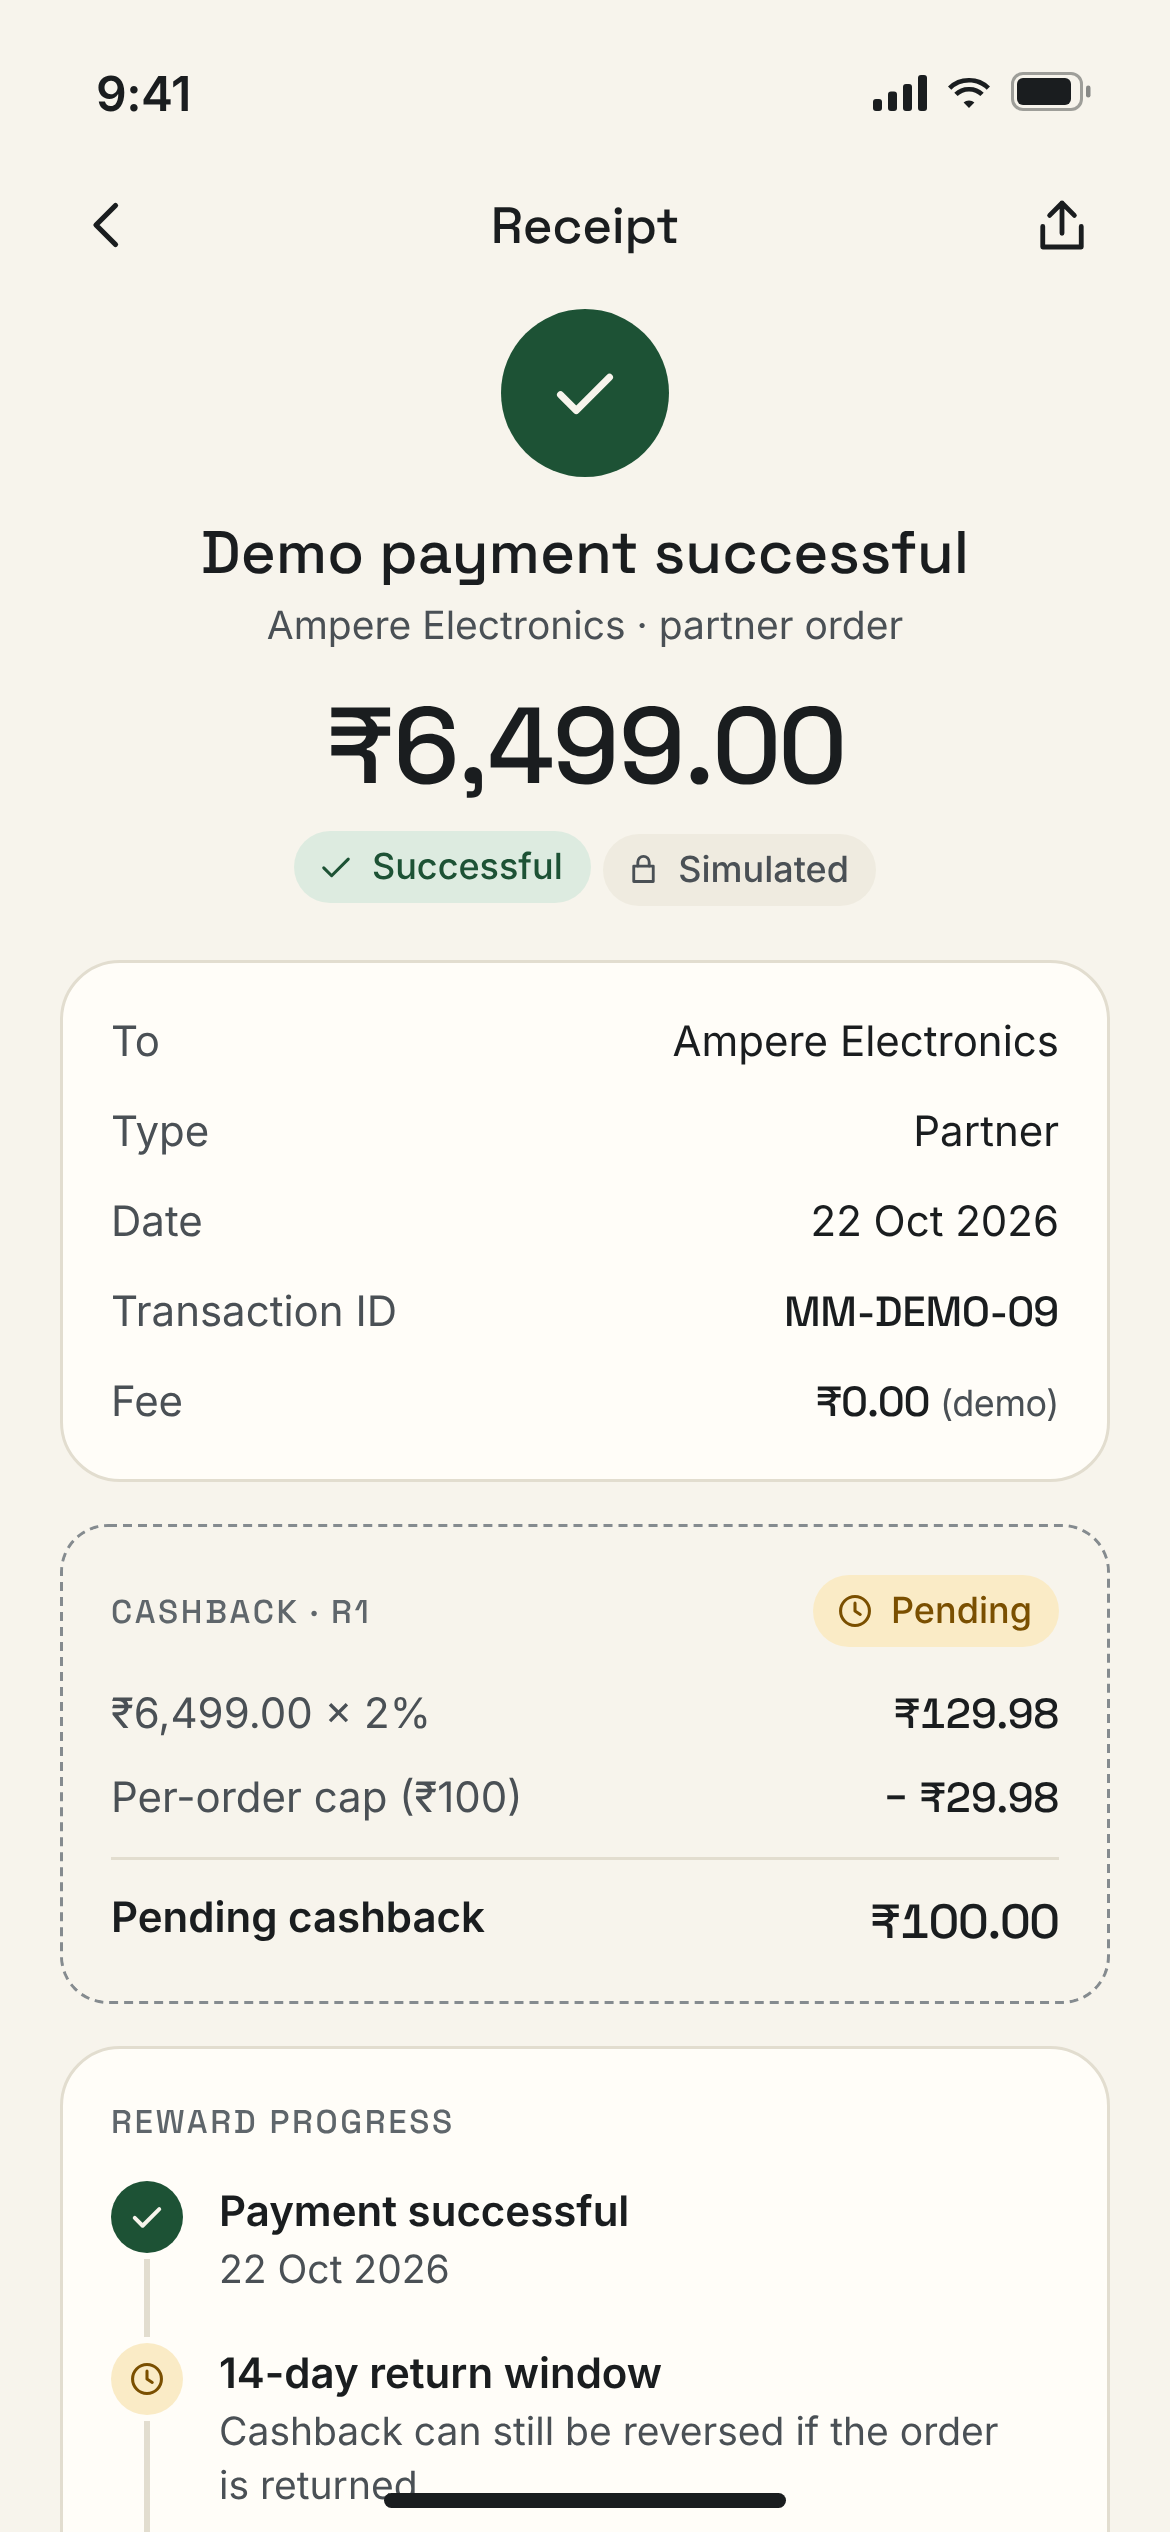 9:41
Receipt
Demo payment successful
Ampere Electronics · partner order
₹6,499.00
Successful
Simulated
To
Ampere Electronics
Type
Partner
Date
22 Oct 2026
Transaction ID
MM-DEMO-09
Fee
₹0.00 (demo)
CASHBACK · R1
Pending
₹6,499.00 × 2%
₹129.98
Per-order cap (₹100)
− ₹29.98
Pending cashback
₹100.00
REWARD PROGRESS
Payment successful
22 Oct 2026
14-day return window
Cashback can still be reversed if the order
is returned